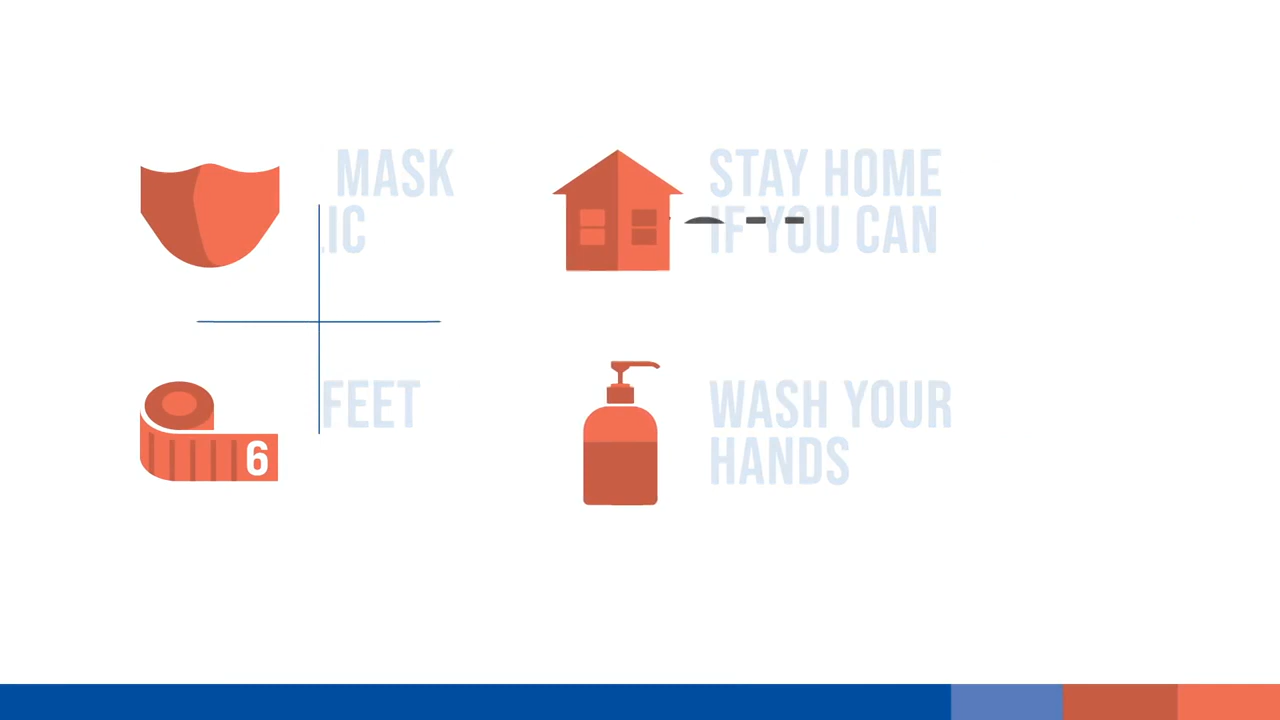 MASK
IC
STAY HOME
IF YOU CAN
FEET
6
WASH YOUR
HANDS